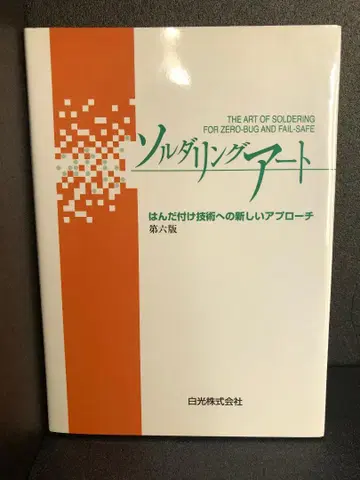 THE ART OF SOLDERING
FOR ZERO-BUG AND FAIL-SAFE
ソルダリングアート
はんだ付け技術への新しいアプローチ
第六版
白光株式会社